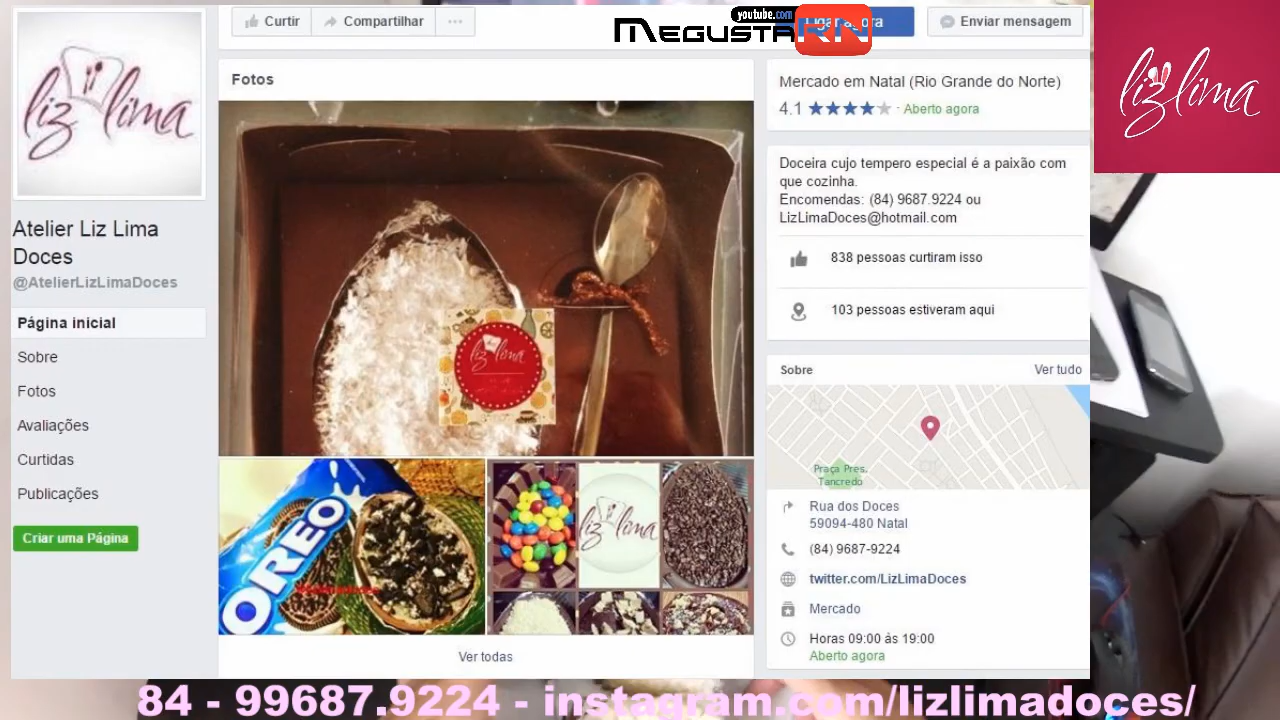 liz lima
Atelier Liz Lima
Doces
@AtelierLizLimaDoces
Página inicial
Sobre
Fotos
Avaliações
Curtidas
Publicações
Criar uma Página
Curtir
Compartilhar
Fotos
liz lima
OREO
liz lima
Ver todas
youtube.com
MegustaRN
Ligar agora
Enviar mensagem
Mercado em Natal (Rio Grande do Norte)
4.1 ★★★★★ · Aberto agora
Doceira cujo tempero especial é a paixão com
que cozinha.
Encomendas: (84) 9687.9224 ou
LizLimaDoces@hotmail.com
838 pessoas curtiram isso
103 pessoas estiveram aqui
Sobre
Ver tudo
Praça Pres.
Tancredo
Rua dos Doces
59094-480 Natal
(84) 9687-9224
twitter.com/LizLimaDoces
Mercado
Horas 09:00 ás 19:00
Aberto agora
liz lima
84 - 99687.9224 - instagram.com/lizlimadoces/